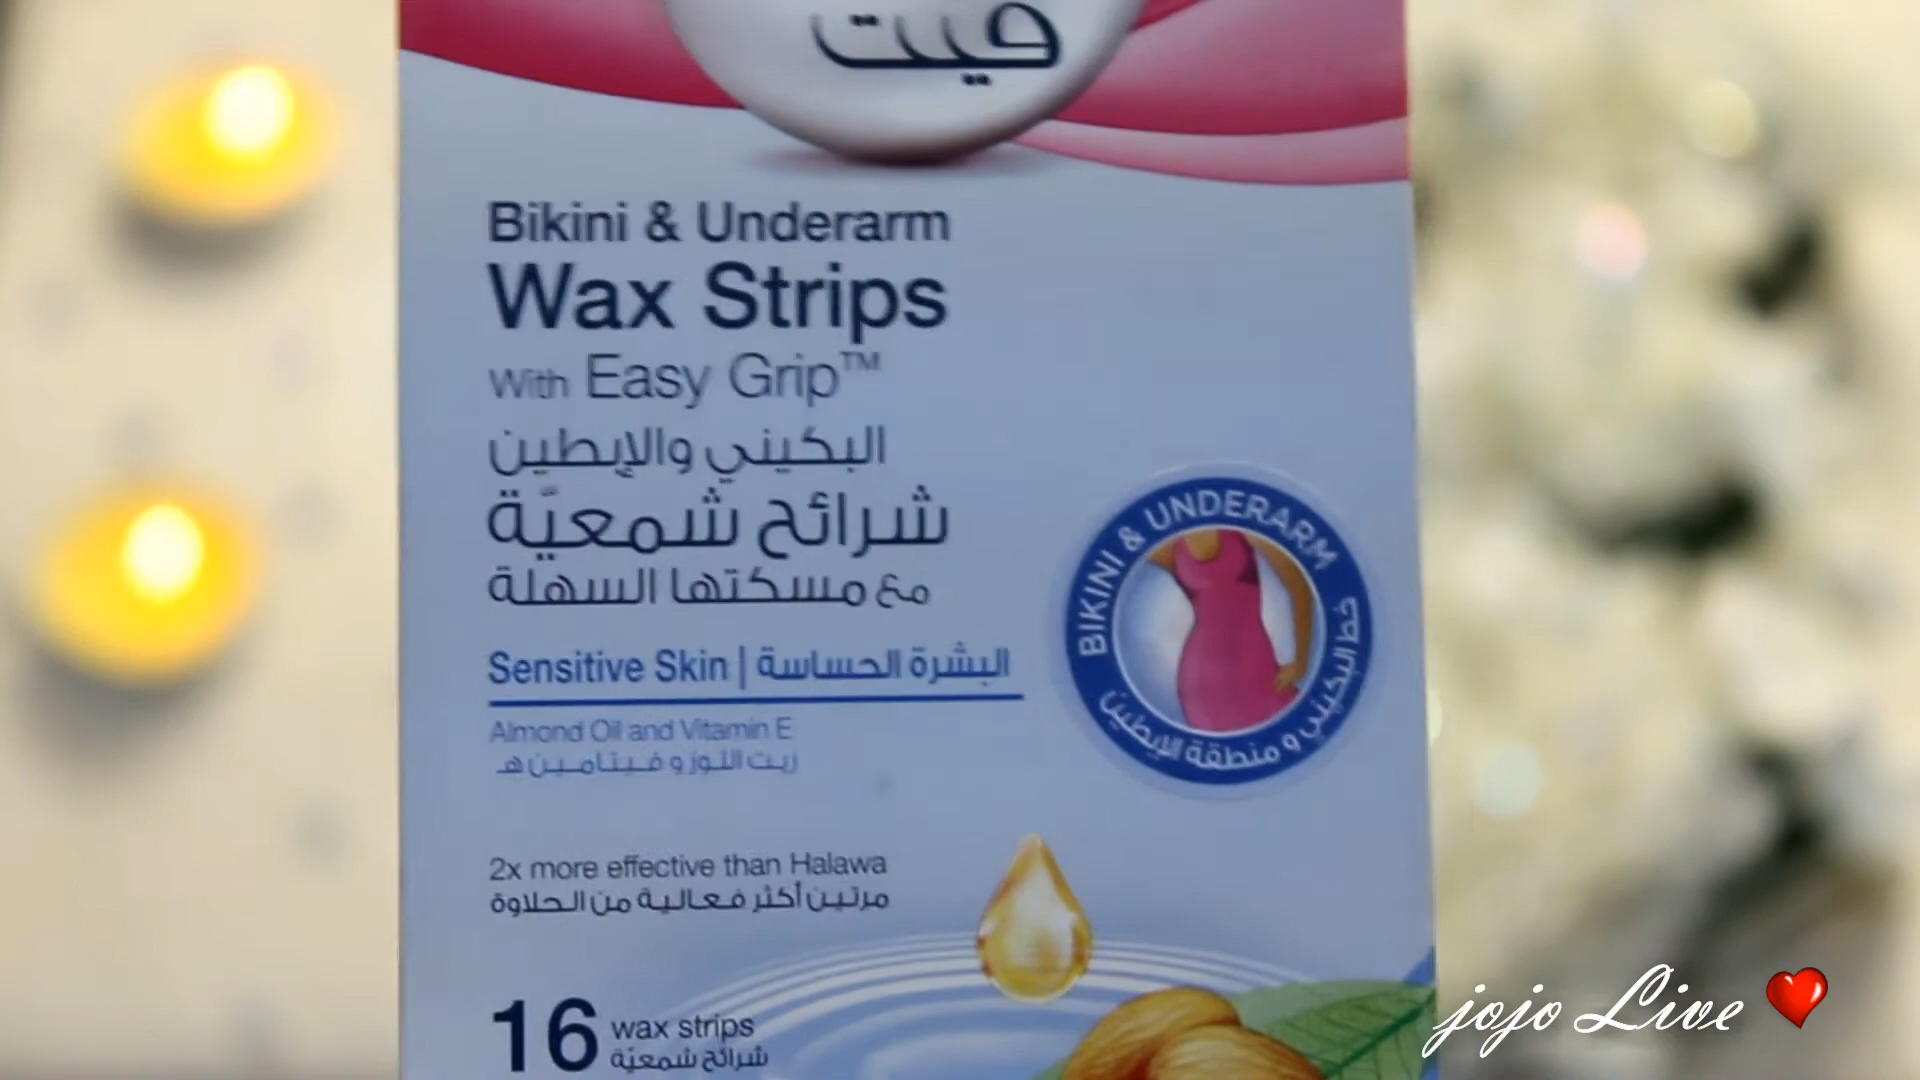 فيت
Bikini & Underarm
Wax Strips
With Easy Grip™
البكيني والإبطين
شرائح شمعيّة
مع مسكتها السهلة
Sensitive Skin | البشرة الحساسة
Almond Oil and Vitamin E
زيت اللوز و فيتامين هـ
BIKINI & UNDERARM
خط البكيني و منطقة الإبطين
2x more effective than Halawa
مرتين أكثر فعالية من الحلاوة
16 wax strips
شرائح شمعيّة
jojo Live